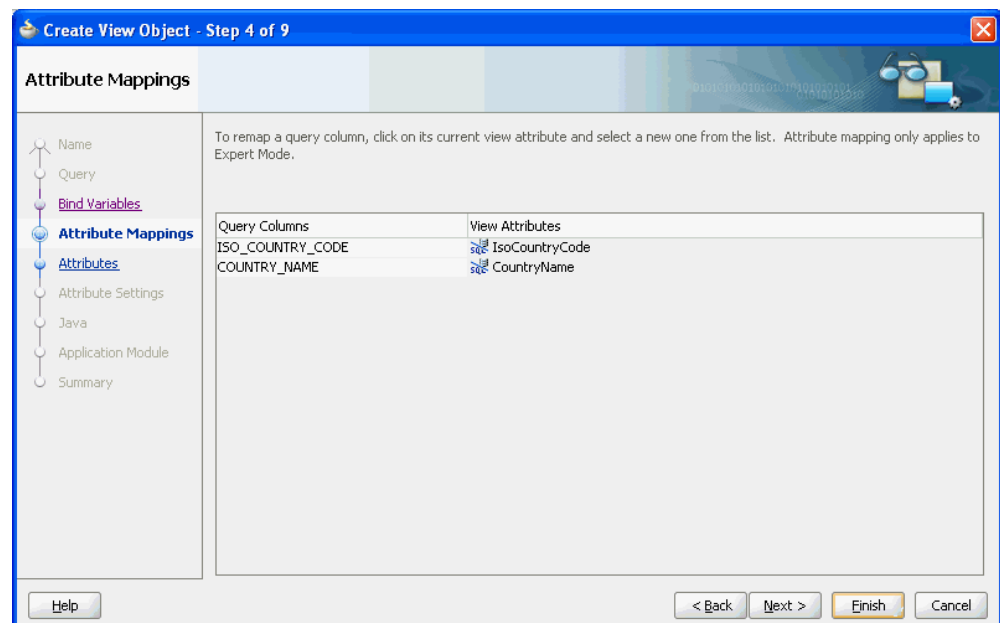 Create View Object - Step 4 of 9
Attribute Mappings
Name
Query
Bind Variables
Attribute Mappings
Attributes
Attribute Settings
Java
Application Module
Summary
To remap a query column, click on its current view attribute and select a new one from the list. Attribute mapping only applies to
Expert Mode.
Query Columns View Attributes
ISO_COUNTRY_CODE IsoCountryCode
COUNTRY_NAME CountryName
Help
< Back Next > Finish Cancel